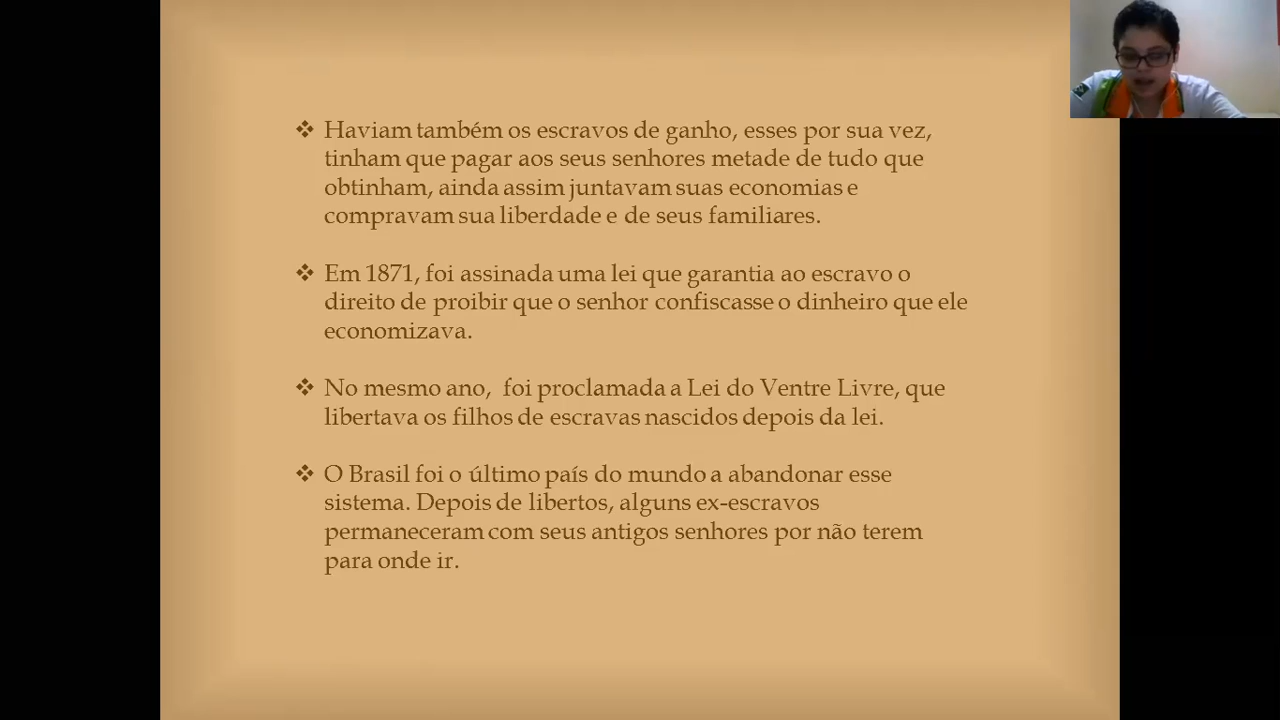 ❖ Haviam também os escravos de ganho, esses por sua vez,
tinham que pagar aos seus senhores metade de tudo que
obtinham, ainda assim juntavam suas economias e
compravam sua liberdade e de seus familiares.
❖ Em 1871, foi assinada uma lei que garantia ao escravo o
direito de proibir que o senhor confiscasse o dinheiro que ele
economizava.
❖ No mesmo ano, foi proclamada a Lei do Ventre Livre, que
libertava os filhos de escravas nascidos depois da lei.
❖ O Brasil foi o último país do mundo a abandonar esse
sistema. Depois de libertos, alguns ex-escravos
permaneceram com seus antigos senhores por não terem
para onde ir.